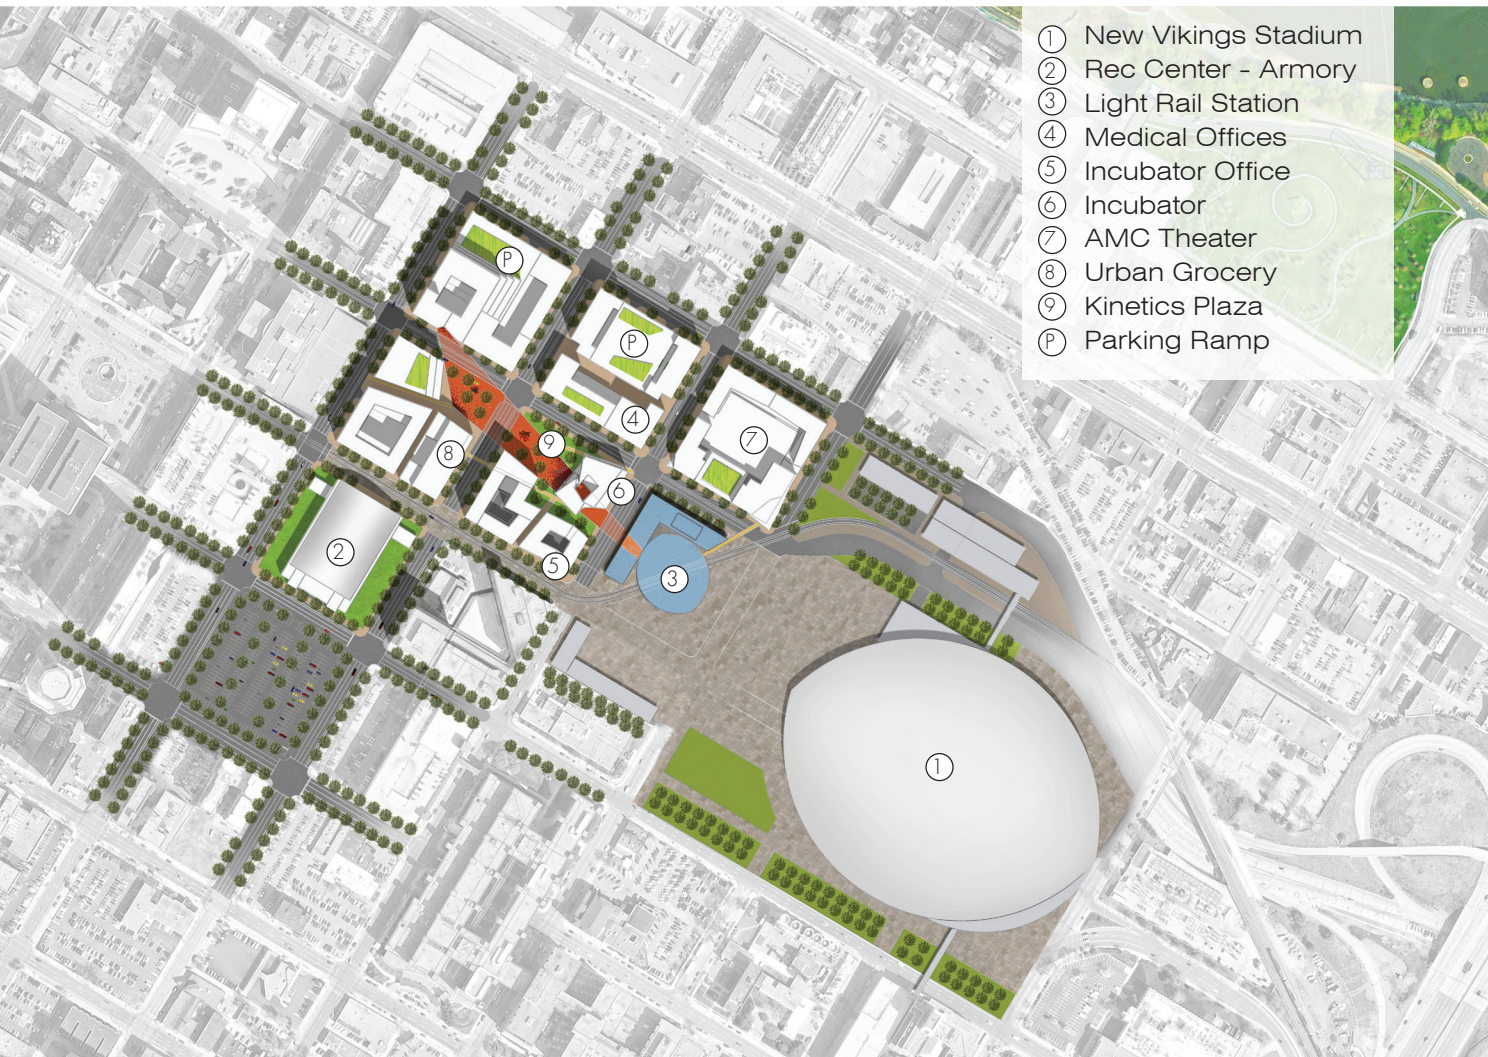 1 New Vikings Stadium
2 Rec Center - Armory
3 Light Rail Station
4 Medical Offices
5 Incubator Office
6 Incubator
7 AMC Theater
8 Urban Grocery
9 Kinetics Plaza
P Parking Ramp
P
P
4
7
9
8
6
2
5
3
1